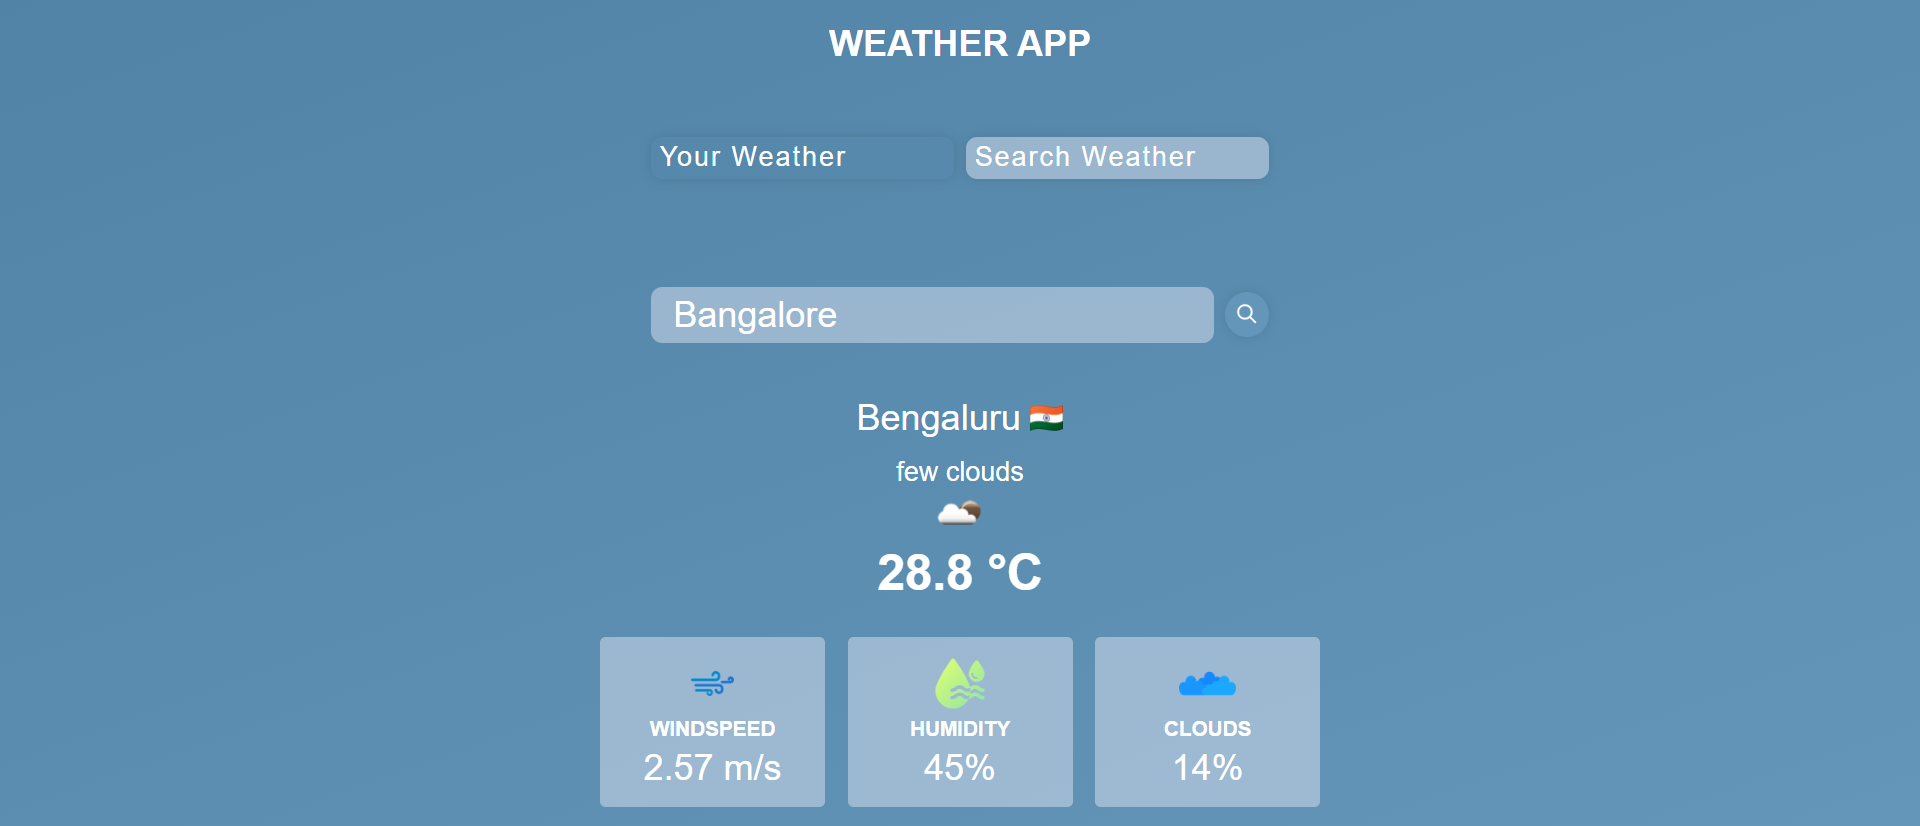 WEATHER APP
Your Weather
Search Weather
Bangalore
Bengaluru
few clouds
28.8 °C
WINDSPEED
2.57 m/s
HUMIDITY
45%
CLOUDS
14%